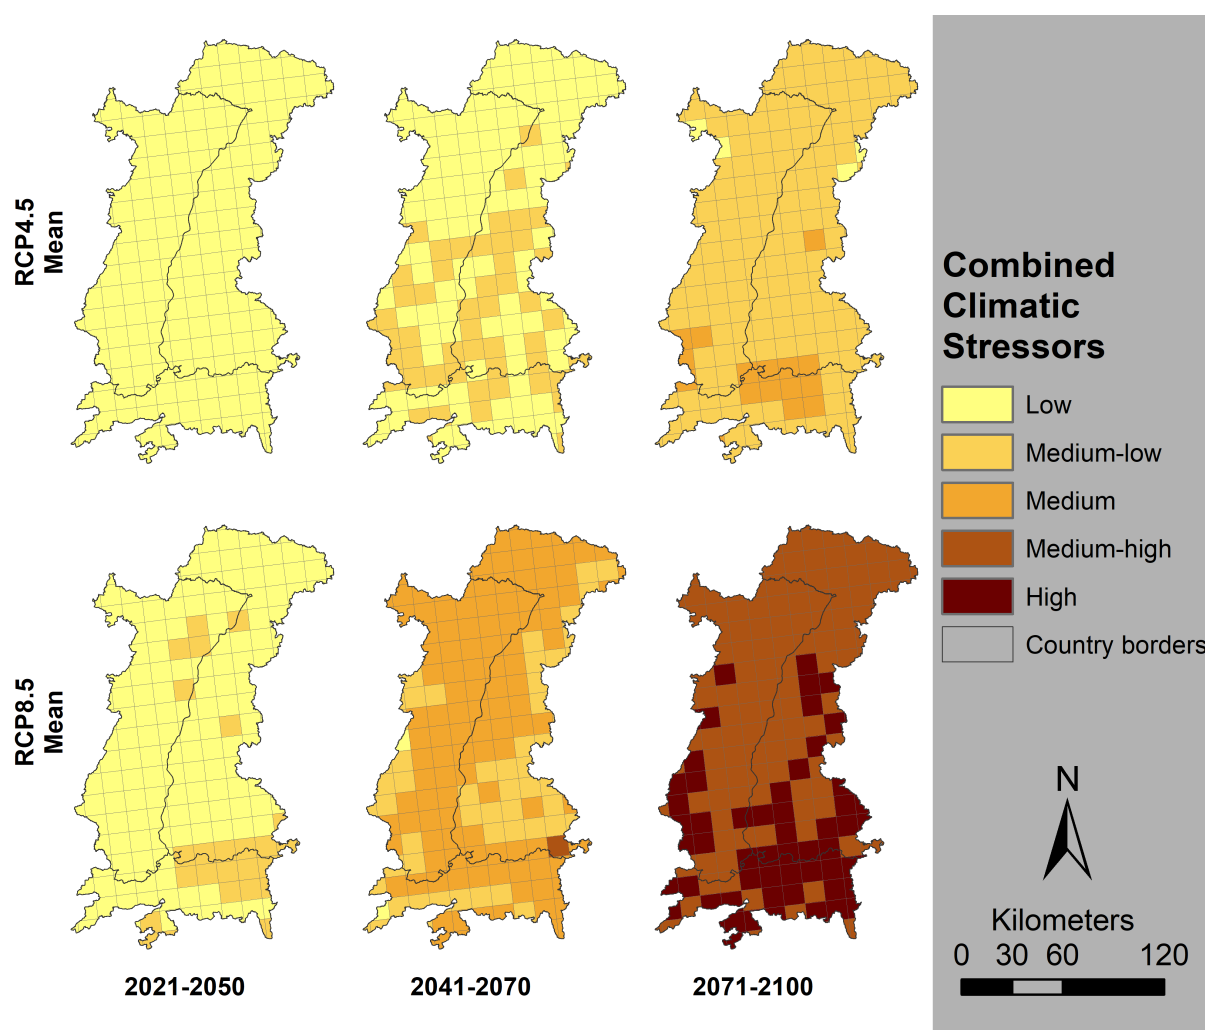 RCP4.5
Mean
RCP8.5
Mean
2021-2050
2041-2070
2071-2100
Combined
Climatic
Stressors
Low
Medium-low
Medium
Medium-high
High
Country borders
N
Kilometers
0 30 60 120